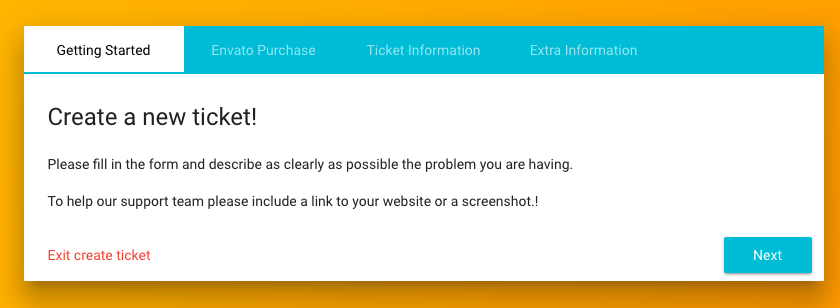 Getting Started Envato Purchase Ticket Information Extra Information
Create a new ticket!
Please fill in the form and describe as clearly as possible the problem you are having.
To help our support team please include a link to your website or a screenshot.!
Exit create ticket Next